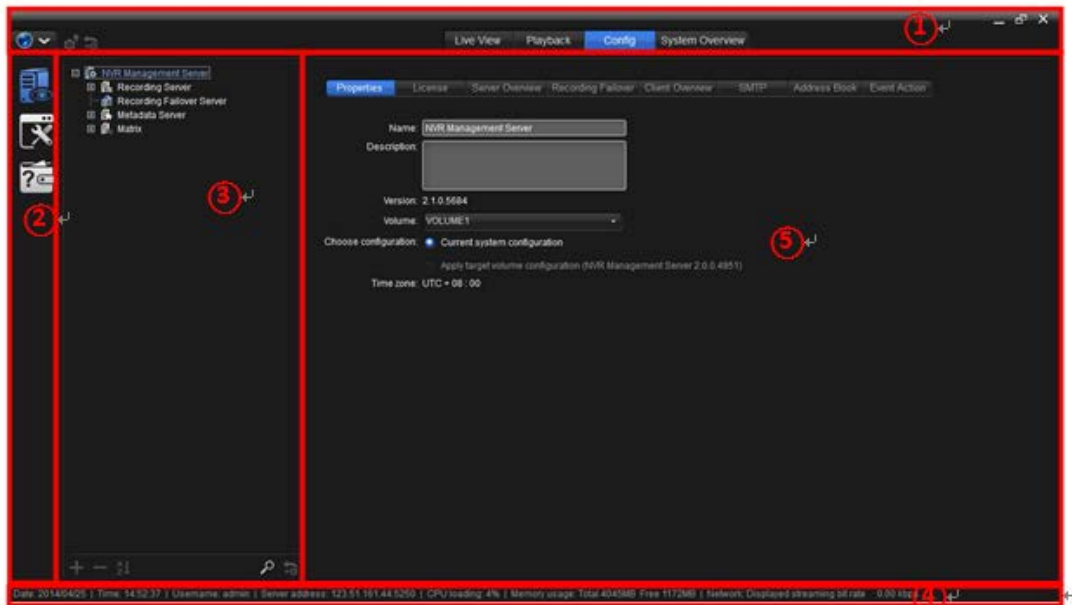 ①
Live View Playback Config System Overview
NVR Management Server
Recording Server
Recording Failover Server
Metadata Server
Matrix
②
③
Properties License Server Overview Recording Failover Client Overview SMTP Address Book Event Action
Name: NVR Management Server
Description:
Version: 2.1.0.5684
Volume: VOLUME1
Choose configuration: Current system configuration
Apply target volume configuration (NVR Management Server 2.0.0.4951)
Time zone: UTC + 08 : 00
⑤
Date: 2014/04/25 | Time: 14:52:37 | Username: admin | Server address: 123.51.161.44:5250 | CPU loading: 4% | Memory usage: Total 4045MB Free 1172MB | Network: Displayed streaming bit rate 0.00 kbps
④